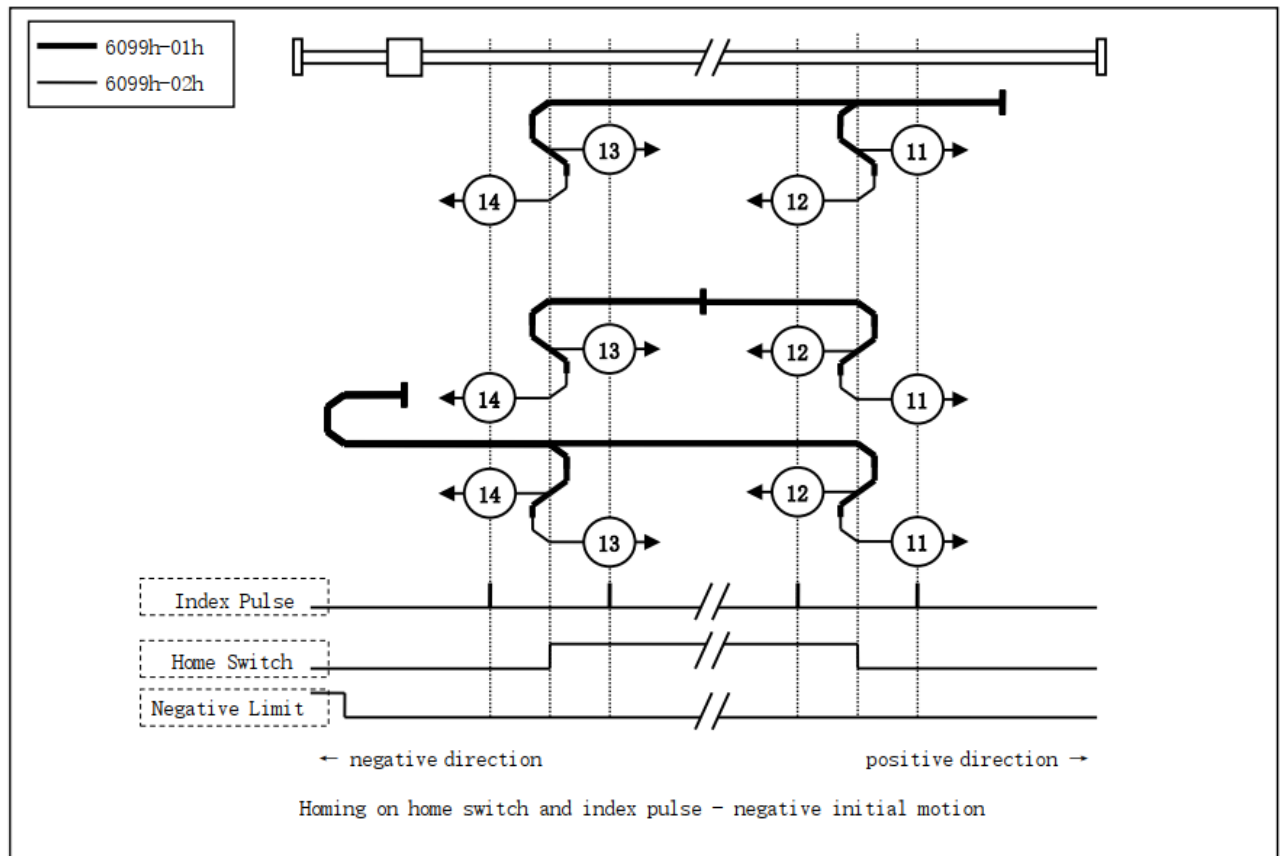 6099h-01h
6099h-02h
13
11
14
12
13
12
14
11
14
12
13
11
Index Pulse
Home Switch
Negative Limit
← negative direction
positive direction →
Homing on home switch and index pulse - negative initial motion